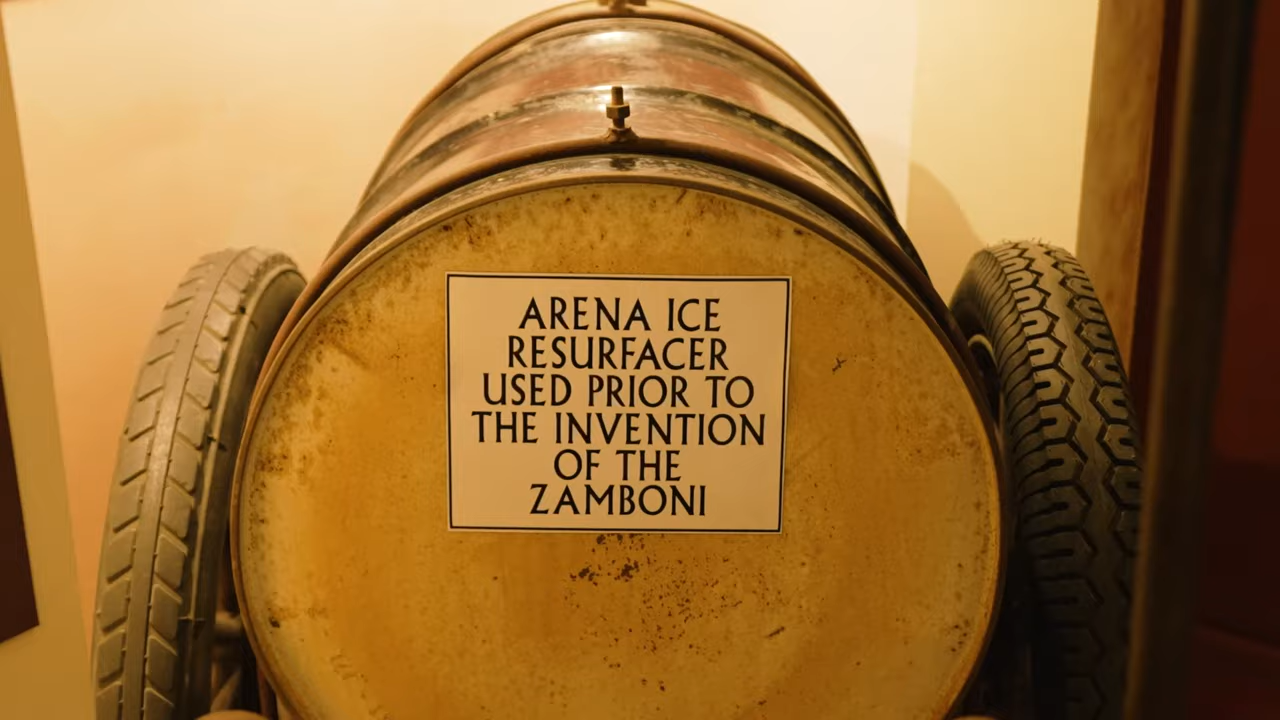 ARENA ICE
RESURFACER
USED PRIOR TO
THE INVENTION
OF THE
ZAMBONI